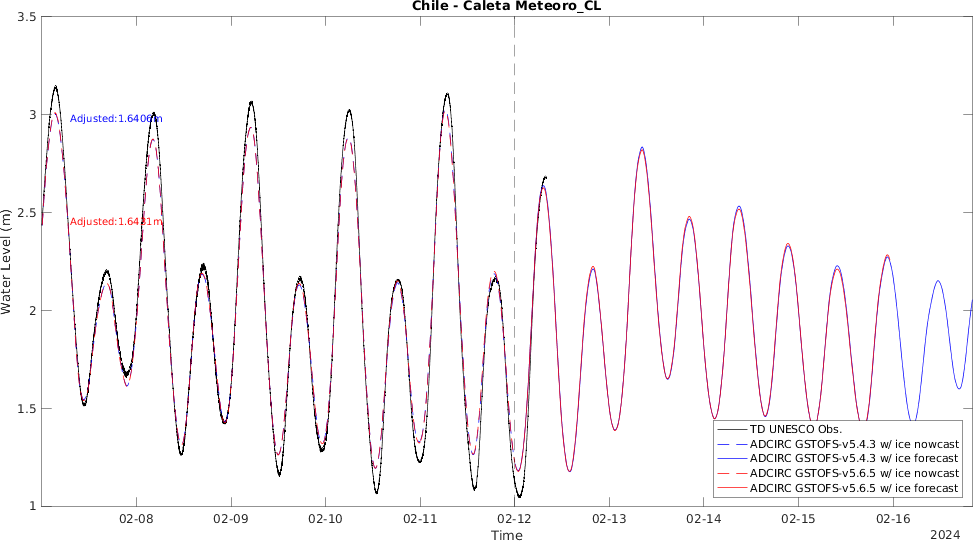 Chile - Caleta Meteoro_CL
3.5
3
2.5
2
1.5
1
Water Level (m)
Adjusted:1.6406m
Adjusted:1.6431m
TD UNESCO Obs.
ADCIRC GSTOFS-v5.4.3 w/ ice nowcast
ADCIRC GSTOFS-v5.4.3 w/ ice forecast
ADCIRC GSTOFS-v5.6.5 w/ ice nowcast
ADCIRC GSTOFS-v5.6.5 w/ ice forecast
02-08 02-09 02-10 02-11 02-12 02-13 02-14 02-15 02-16
Time
2024